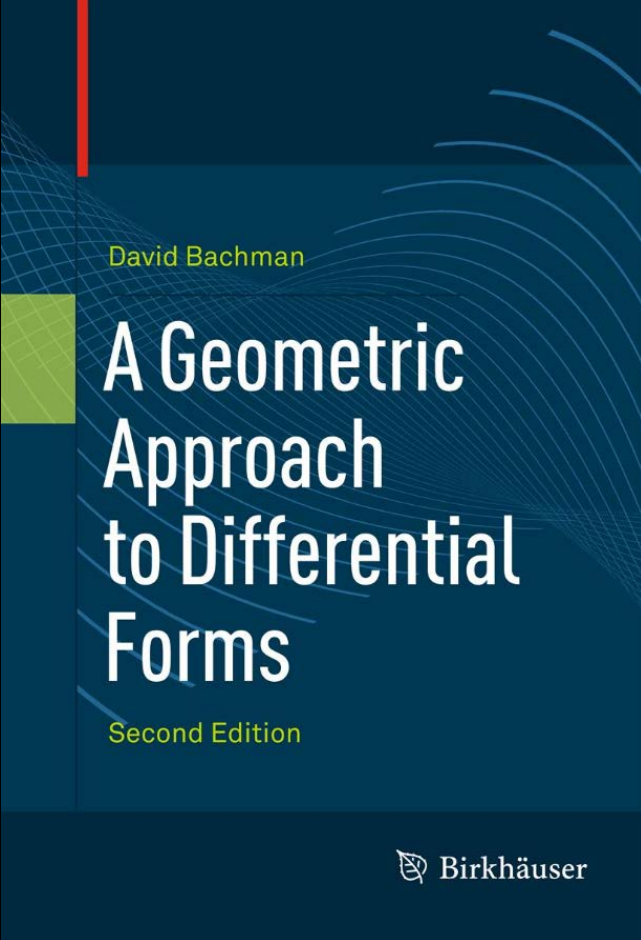 David Bachman
A Geometric
Approach
to Differential
Forms
Second Edition
Birkhäuser